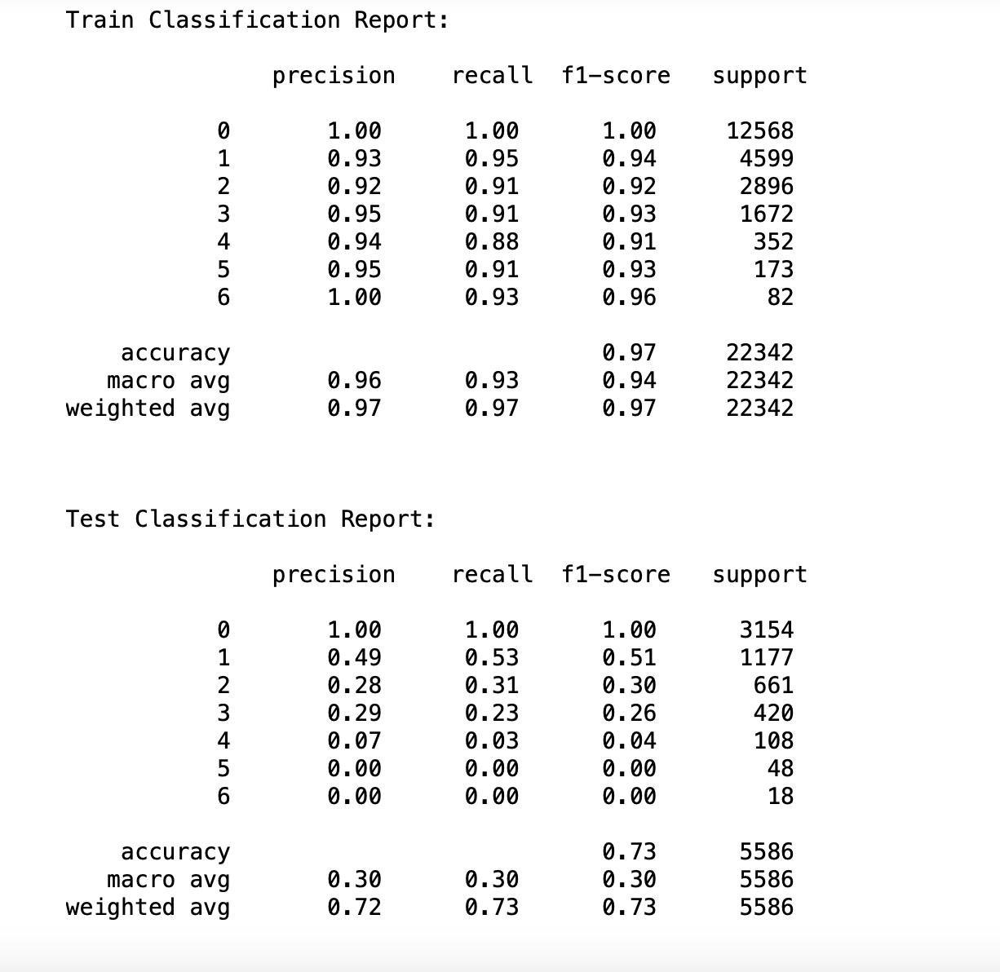 Train Classification Report:
precision recall f1-score support
0 1.00 1.00 1.00 12568
1 0.93 0.95 0.94 4599
2 0.92 0.91 0.92 2896
3 0.95 0.91 0.93 1672
4 0.94 0.88 0.91 352
5 0.95 0.91 0.93 173
6 1.00 0.93 0.96 82
accuracy 0.97 22342
macro avg 0.96 0.93 0.94 22342
weighted avg 0.97 0.97 0.97 22342
Test Classification Report:
precision recall f1-score support
0 1.00 1.00 1.00 3154
1 0.49 0.53 0.51 1177
2 0.28 0.31 0.30 661
3 0.29 0.23 0.26 420
4 0.07 0.03 0.04 108
5 0.00 0.00 0.00 48
6 0.00 0.00 0.00 18
accuracy 0.73 5586
macro avg 0.30 0.30 0.30 5586
weighted avg 0.72 0.73 0.73 5586